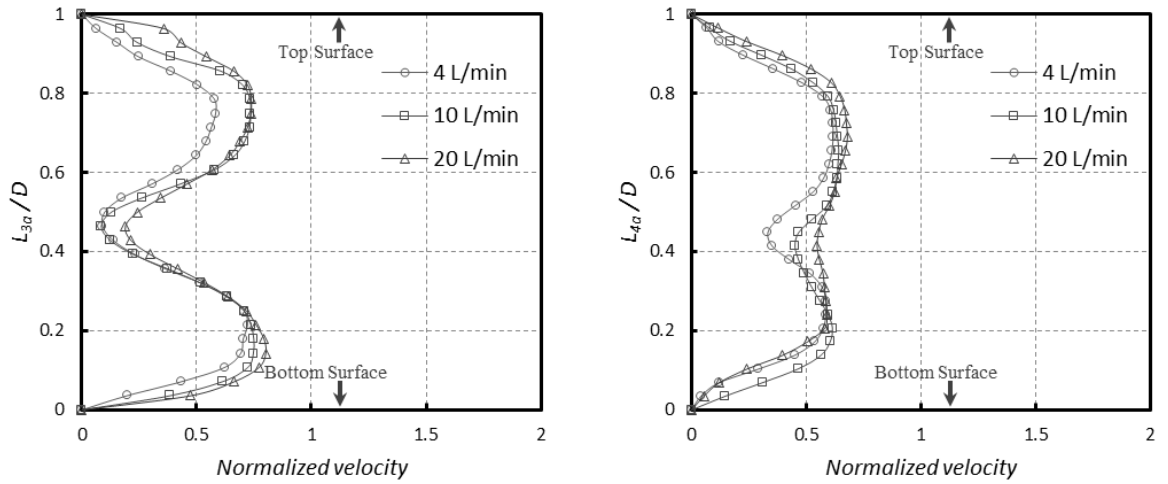 1
0.8
0.6
0.4
0.2
0
L3a/D
Top Surface
4 L/min
10 L/min
20 L/min
Bottom Surface
0 0.5 1 1.5 2
Normalized velocity
1
0.8
0.6
0.4
0.2
0
L4a/D
Top Surface
4 L/min
10 L/min
20 L/min
Bottom Surface
0 0.5 1 1.5 2
Normalized velocity